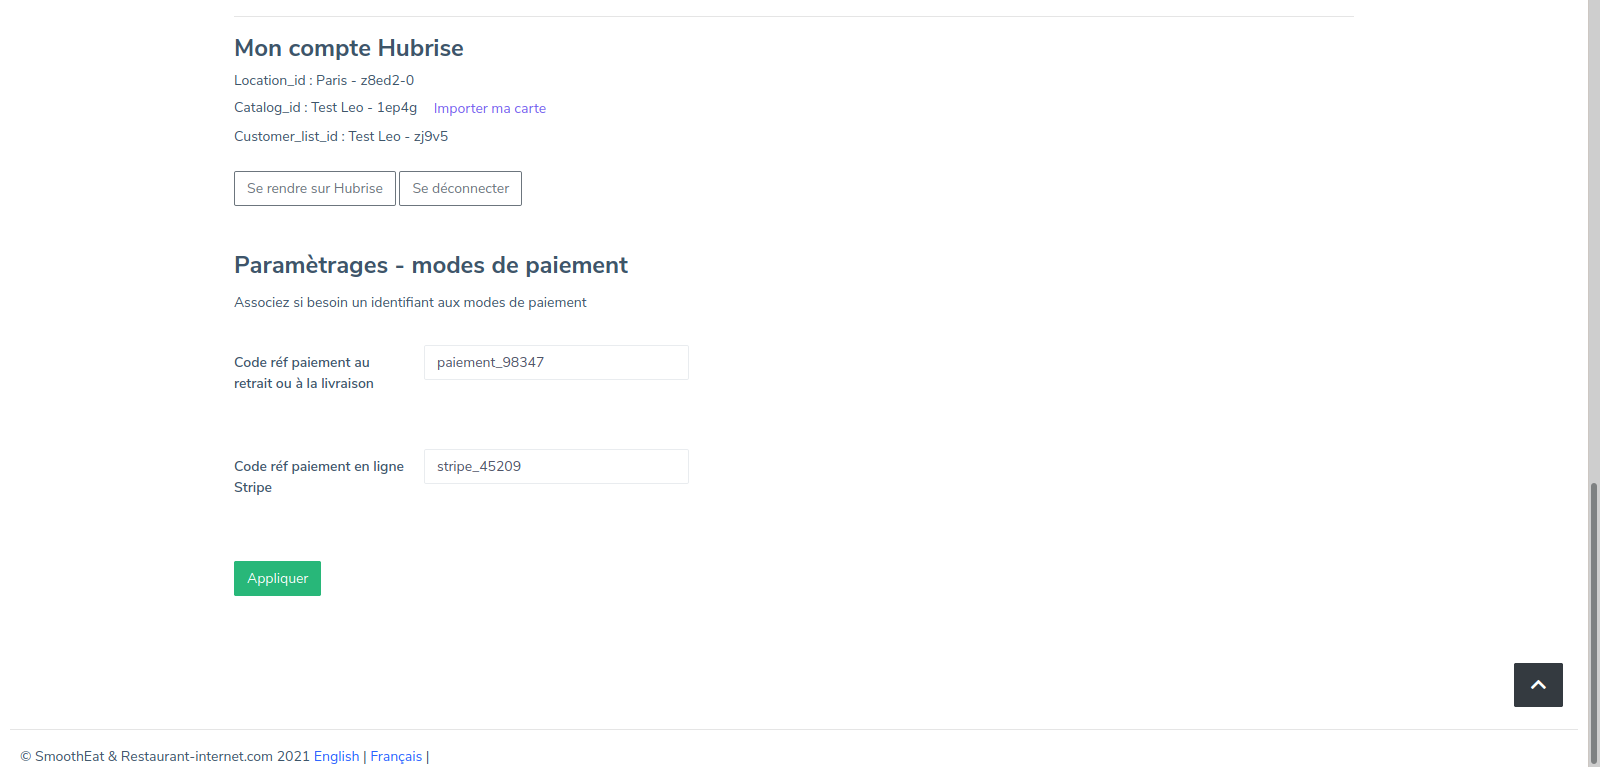 Mon compte Hubrise
Location_id : Paris - z8ed2-0
Catalog_id : Test Leo - 1ep4g Importer ma carte
Customer_list_id : Test Leo - zj9v5
Se rendre sur Hubrise Se déconnecter
Paramètrages - modes de paiement
Associez si besoin un identifiant aux modes de paiement
Code réf paiement au
retrait ou à la livraison
paiement_98347
Code réf paiement en ligne
Stripe
stripe_45209
Appliquer
© SmoothEat & Restaurant-internet.com 2021 English | Français |